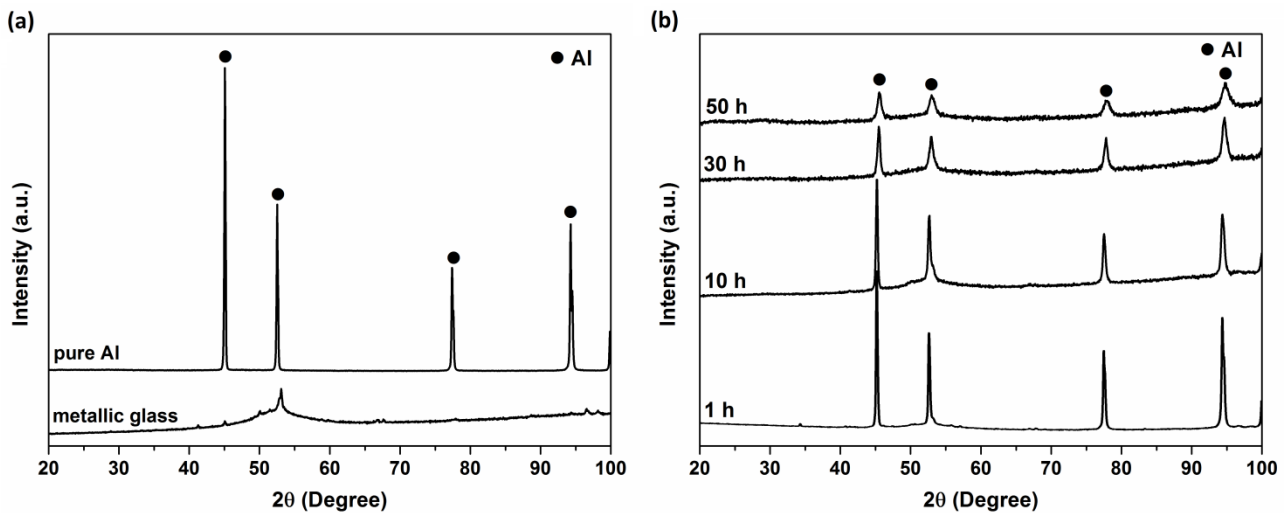 (a)
● Al
pure Al
metallic glass
Intensity (a.u.)
20 30 40 50 60 70 80 90 100
2θ (Degree)
(b)
● Al
50 h
30 h
10 h
1 h
Intensity (a.u.)
20 30 40 50 60 70 80 90 100
2θ (Degree)